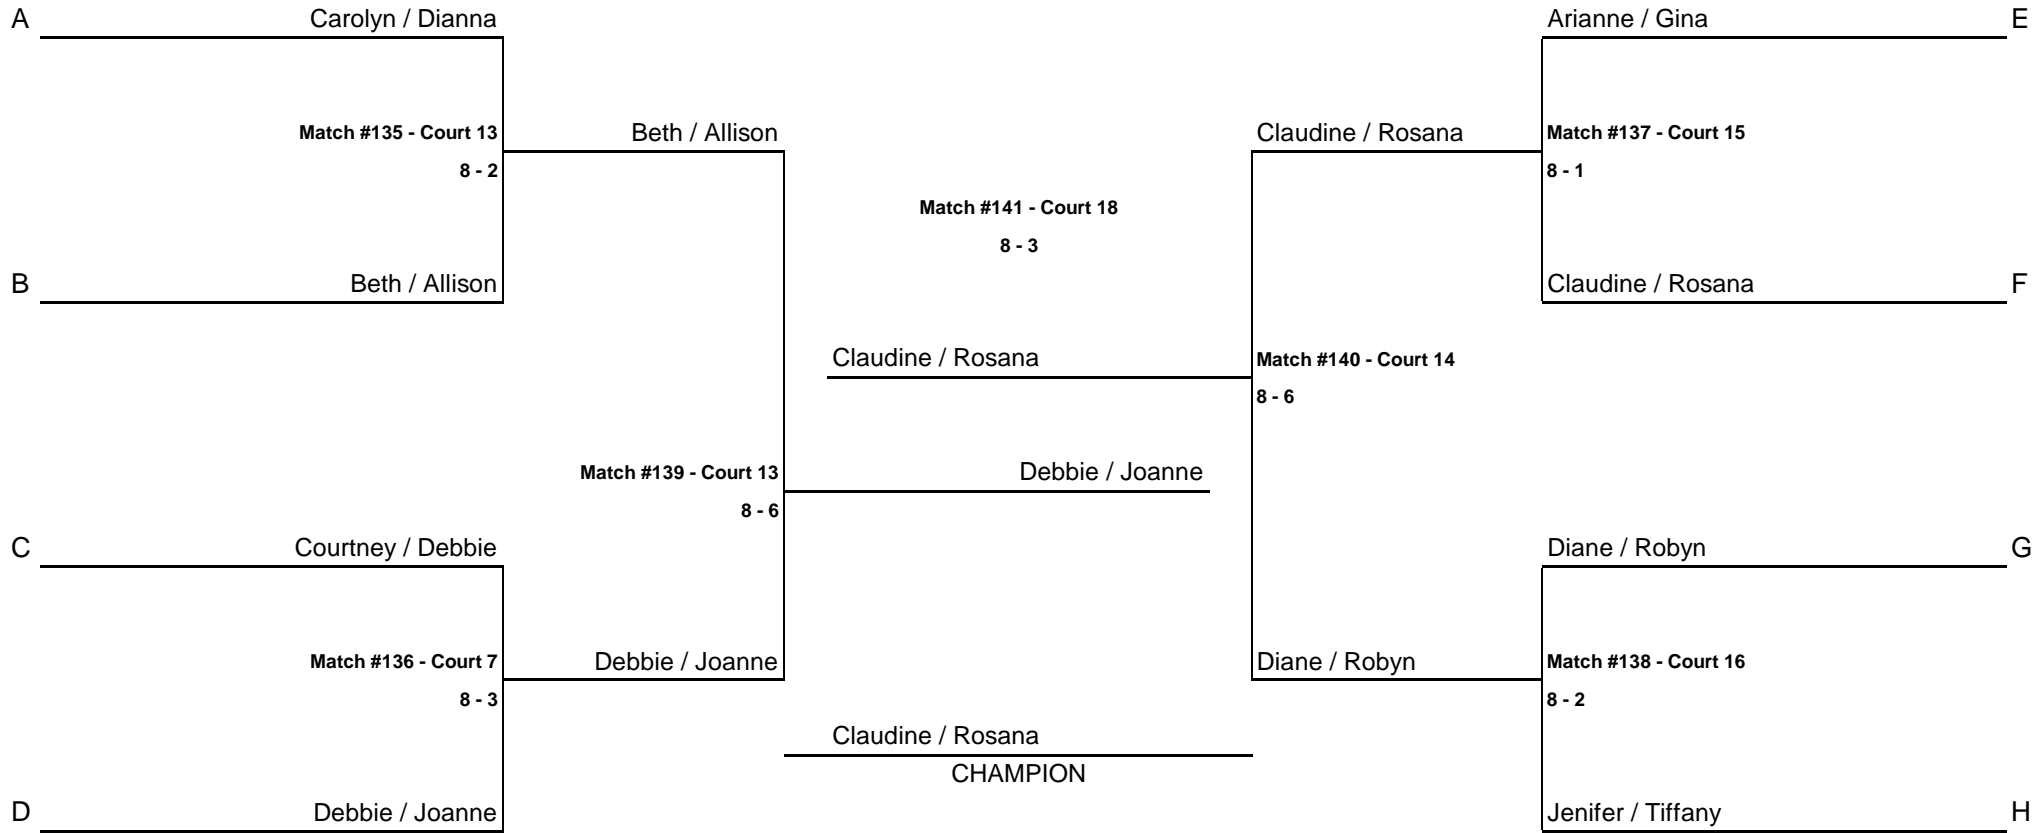 A
Carolyn / Dianna
Arianne / Gina
E
Match #135 - Court 13
Beth / Allison
Claudine / Rosana
Match #137 - Court 15
8 - 2
8 - 1
Match #141 - Court 18
8 - 3
B
Beth / Allison
Claudine / Rosana
F
Claudine / Rosana
Match #140 - Court 14
8 - 6
Match #139 - Court 13
Debbie / Joanne
8 - 6
C
Courtney / Debbie
Diane / Robyn
G
Match #136 - Court 7
Debbie / Joanne
Diane / Robyn
Match #138 - Court 16
8 - 3
8 - 2
Claudine / Rosana
CHAMPION
D
Debbie / Joanne
Jenifer / Tiffany
H